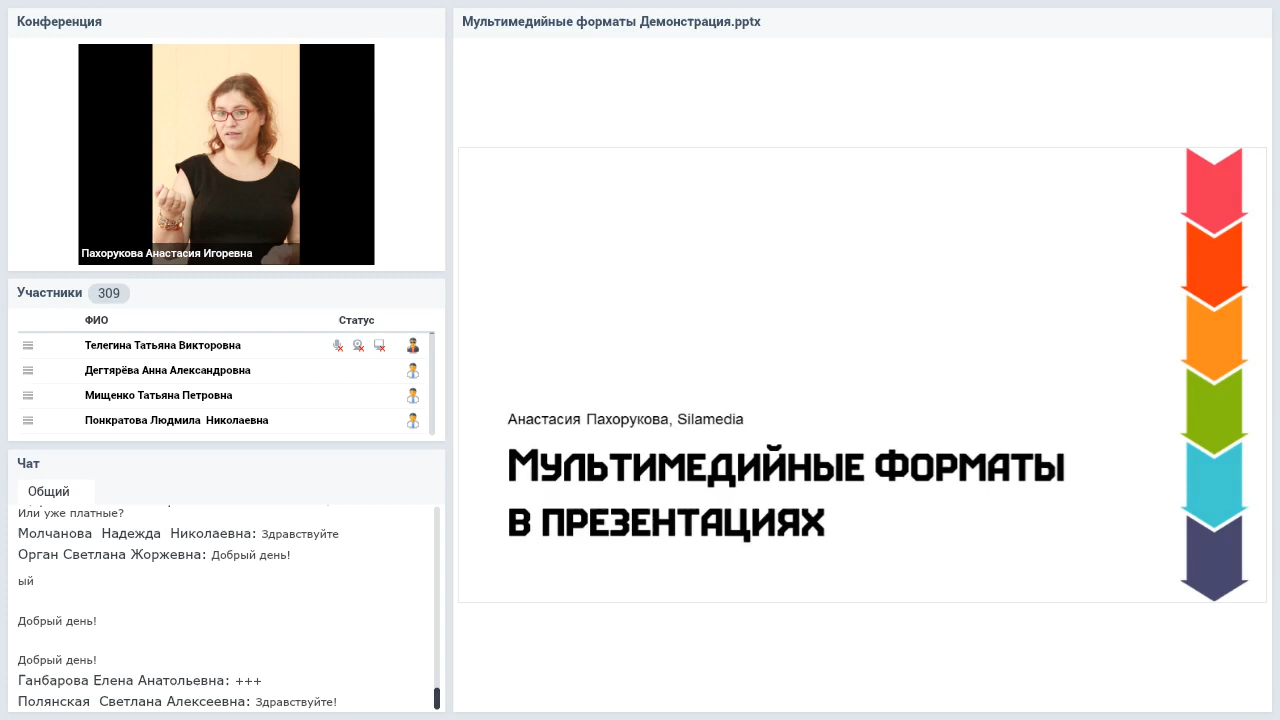 Конференция
Пахорукова Анастасия Игоревна
Участники 309
ФИО Статус
Телегина Татьяна Викторовна
Дегтярёва Анна Александровна
Мищенко Татьяна Петровна
Понкратова Людмила Николаевна
Чат
Общий
Или уже платные?
Молчанова Надежда Николаевна: Здравствуйте
Орган Светлана Жоржевна: Добрый день!
ый
Добрый день!
Добрый день!
Ганбарова Елена Анатольевна: +++
Полянская Светлана Алексеевна: Здравствуйте!
Мультимедийные форматы Демонстрация.pptx
Анастасия Пахорукова, Silamedia
Мультимедийные форматы
в презентациях